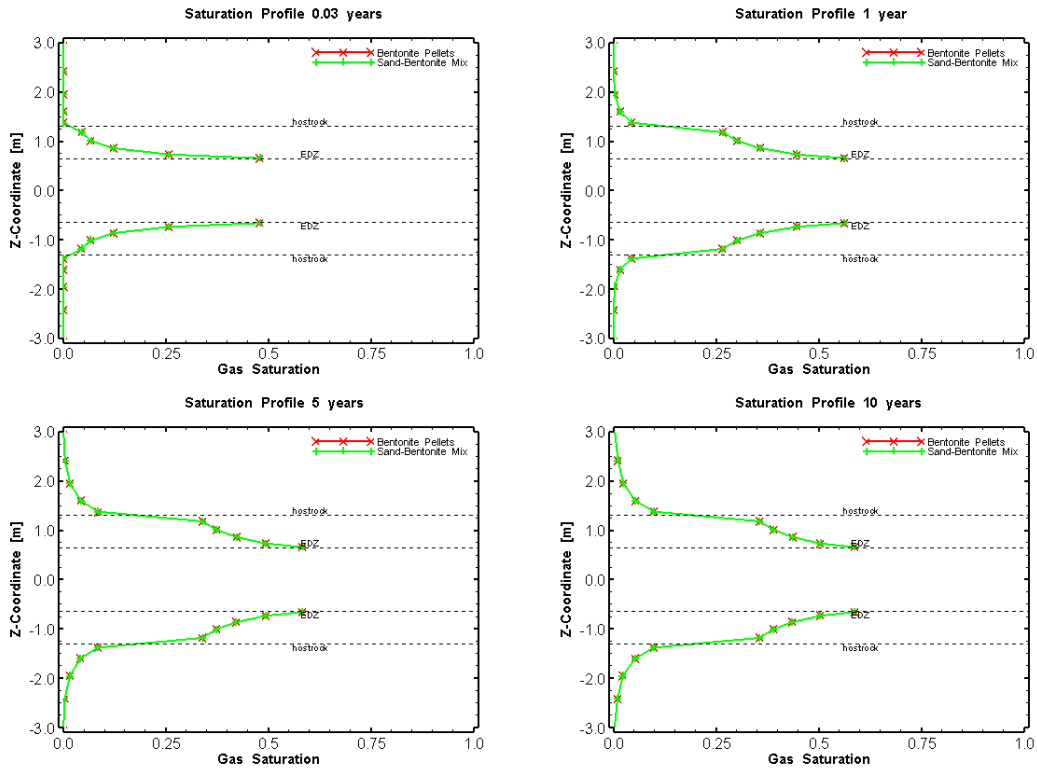 Saturation Profile 0.03 years
3.0
2.0
1.0
0.0
-1.0
-2.0
-3.0
Z-Coordinate [m]
Bentonite Pellets
Sand-Bentonite Mix
hostrock
EDZ
EDZ
hostrock
0.0 0.25 0.5 0.75 1.0
Gas Saturation
Saturation Profile 1 year
3.0
2.0
1.0
0.0
-1.0
-2.0
-3.0
Z-Coordinate [m]
Bentonite Pellets
Sand-Bentonite Mix
hostrock
EDZ
EDZ
hostrock
0.0 0.25 0.5 0.75 1.0
Gas Saturation
Saturation Profile 5 years
3.0
2.0
1.0
0.0
-1.0
-2.0
-3.0
Z-Coordinate [m]
Bentonite Pellets
Sand-Bentonite Mix
hostrock
EDZ
EDZ
hostrock
0.0 0.25 0.5 0.75 1.0
Gas Saturation
Saturation Profile 10 years
3.0
2.0
1.0
0.0
-1.0
-2.0
-3.0
Z-Coordinate [m]
Bentonite Pellets
Sand-Bentonite Mix
hostrock
EDZ
EDZ
hostrock
0.0 0.25 0.5 0.75 1.0
Gas Saturation